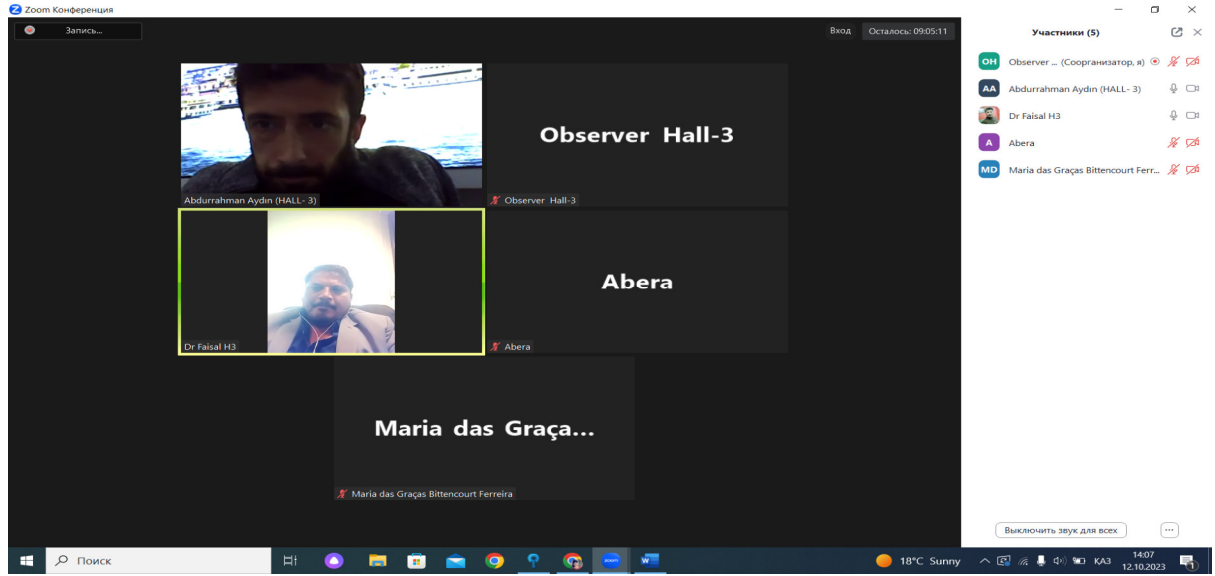 Zoom Конференция
Запись...
Вход Осталось: 09:05:11
Abdurrahman Aydın (HALL- 3)
Observer Hall-3
Observer Hall-3
Dr Faisal H3
Abera
Abera
Maria das Graça...
Maria das Graças Bittencourt Ferreira
Участники (5)
OH Observer ... (Соорганизатор, я)
AA Abdurrahman Aydın (HALL- 3)
Dr Faisal H3
A Abera
MD Maria das Graças Bittencourt Ferr...
Выключить звук для всех
Поиск
18°C Sunny
ҚАЗ
14:07
12.10.2023